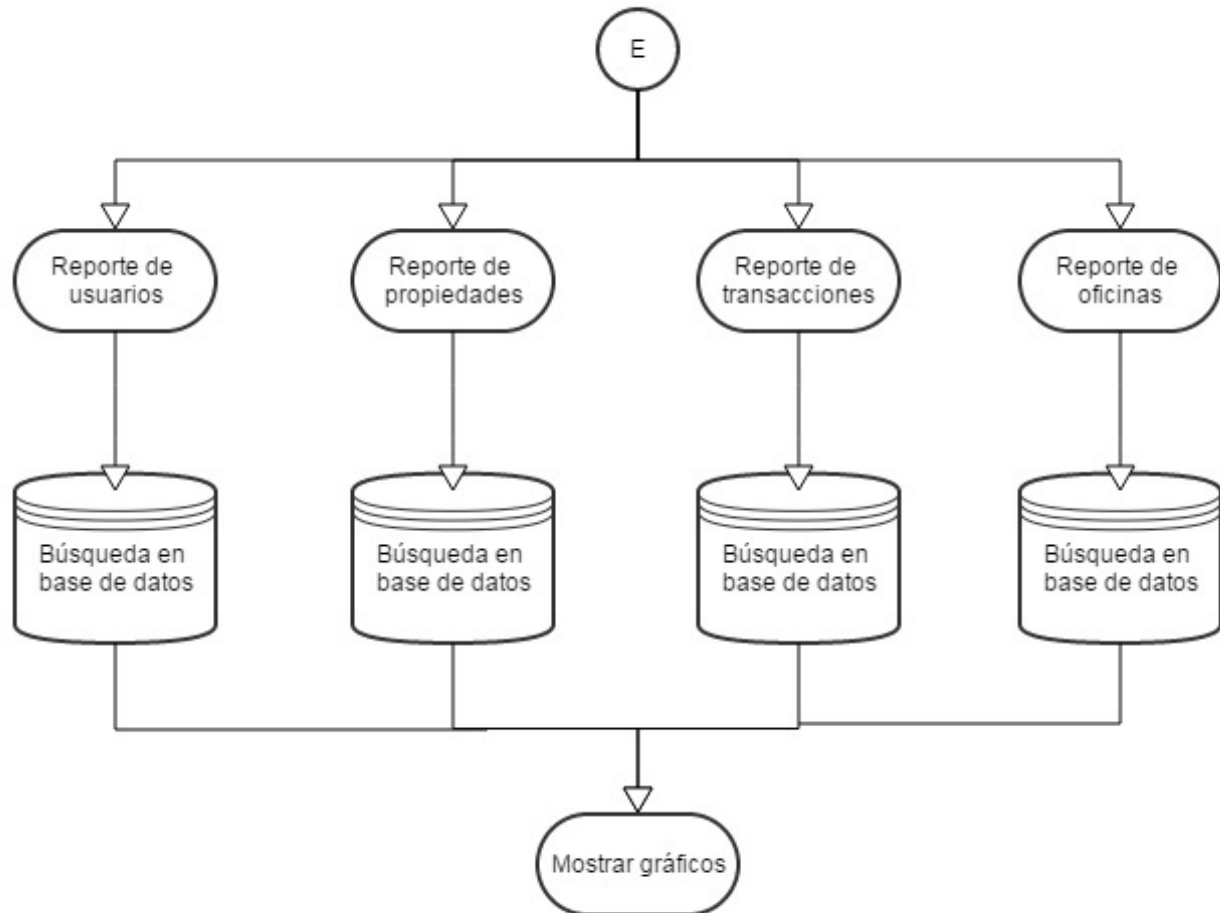 E
Reporte de
usuarios
Reporte de
propiedades
Reporte de
transacciones
Reporte de
oficinas
Búsqueda en
base de datos
Búsqueda en
base de datos
Búsqueda en
base de datos
Búsqueda en
base de datos
Mostrar gráficos